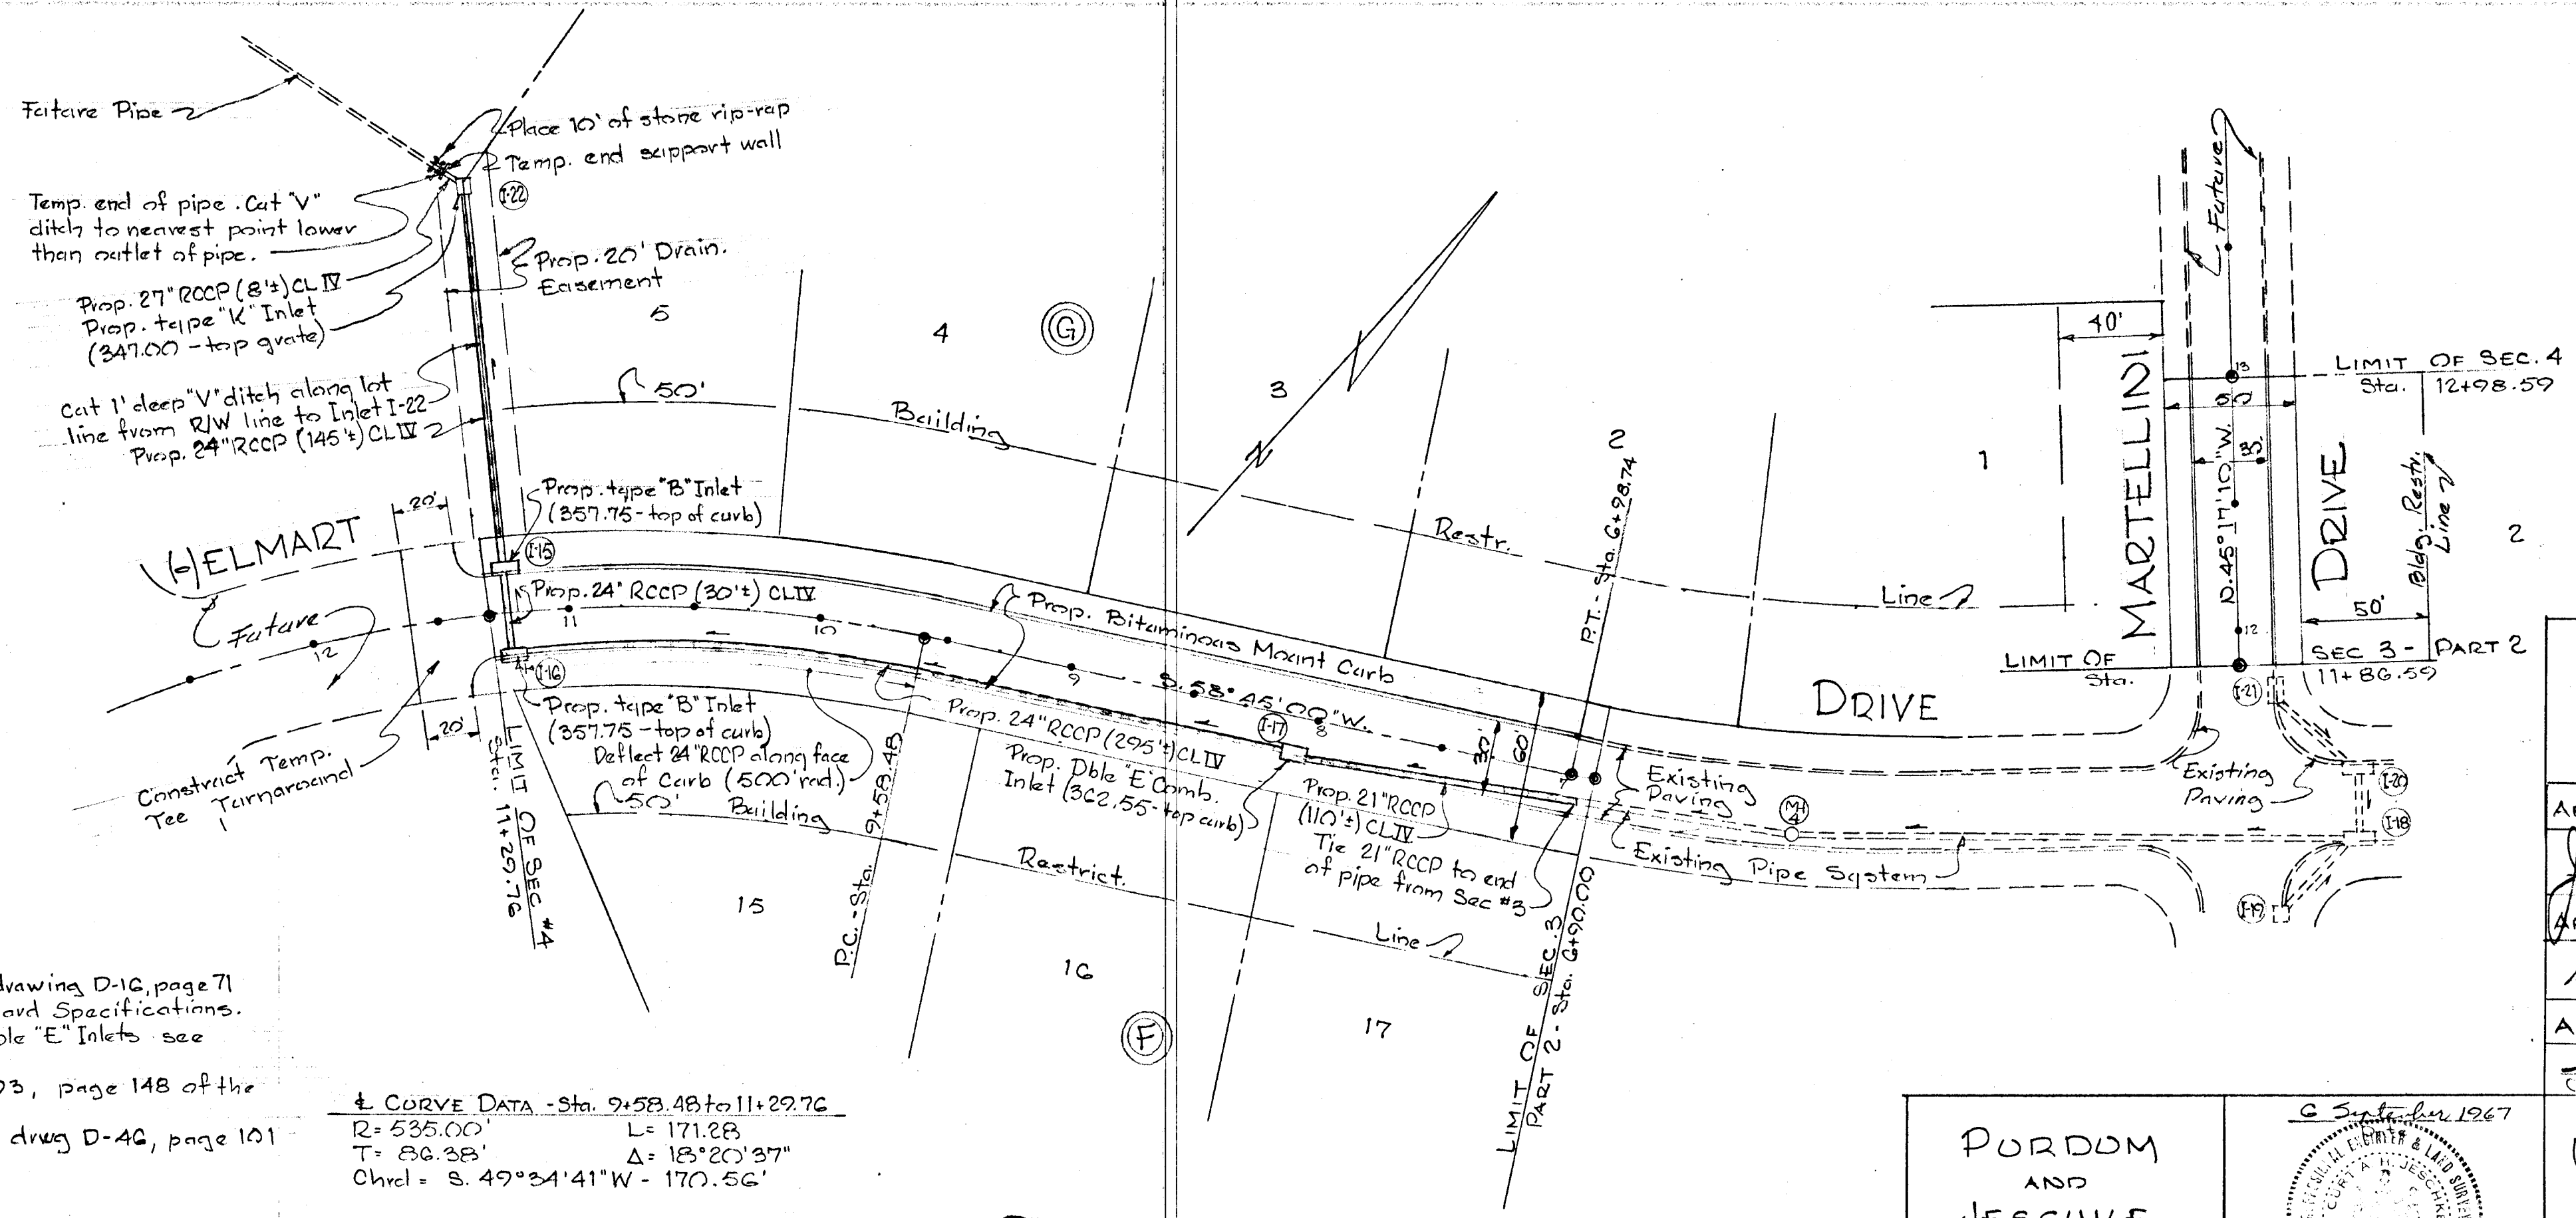 Future Pipe
Place 10' of stone rip-rap
Temp. end support wall
I-22
Temp. end of pipe. Cut "V"
ditch to nearest point lower
than outlet of pipe.
Prop. 27" RCCP (8'±) CL IV
Prop. type "K" Inlet
(347.00 - top grate)
Prop. 20' Drain.
Easement
Cut 1' deep "V" ditch along lot
line from R/W line to Inlet I-22
Prop. 24" RCCP (145'±) CL IV
5
4
G
3
2
1
2
50'
Building
Restr.
Line
Prop. type "B" Inlet
(357.75 - top of curb)
I-15
20'
HELMART
Future
12
11
10
9
8
7
Prop. 24" RCCP (30'±) CL IV
Prop. Bituminous Mount Curb
S. 58° 45' 00" W.
P.T. - Sta. 6+98.74
DRIVE
I-16
Prop. type "B" Inlet
(357.75 - top of curb)
Deflect 24" RCCP along face
of Curb (500' rad.)
20'
Construct Temp.
Tee Turnaround
LIMIT OF SEC #4
Sta. 11+29.76
50'
Building
Restrict.
Line
P.C. - Sta. 9+58.48
Prop. 24" RCCP (295'±) CL IV
I-17
Prop. Dble "E" Comb.
Inlet (362.55 - top curb)
Prop. 21" RCCP
(110'±) CL IV
Tie 21" RCCP to end
of pipe from Sec #3
30'
60'
Existing
Paving
MH
4
Existing Pipe System
LIMIT OF SEC. 3
PART 2 - Sta. 6+90.00
15
16
17
F
Future
40'
MARTELLINI
DRIVE
13
LIMIT OF SEC. 4
Sta. 12+98.59
50'
N. 45° 17' 10" W.
Bldg. Restr.
Line
50'
12
LIMIT OF SEC 3 - PART 2
Sta. 11+86.59
I-21
Existing
Paving
I-20
I-18
I-19
drawing D-16, page 71
ard Specifications.
ble "E" Inlets see
03, page 148 of the
drwg D-46, page 101
℄ CURVE DATA - Sta. 9+58.48 to 11+29.76
R= 535.00' L= 171.28
T= 86.38' Δ= 18°20'37"
Chrd = S. 49°34'41"W - 170.56'
PURDUM
AND
JESCHKE
6 September 1967
Date
CURT A. H. JESCHKE